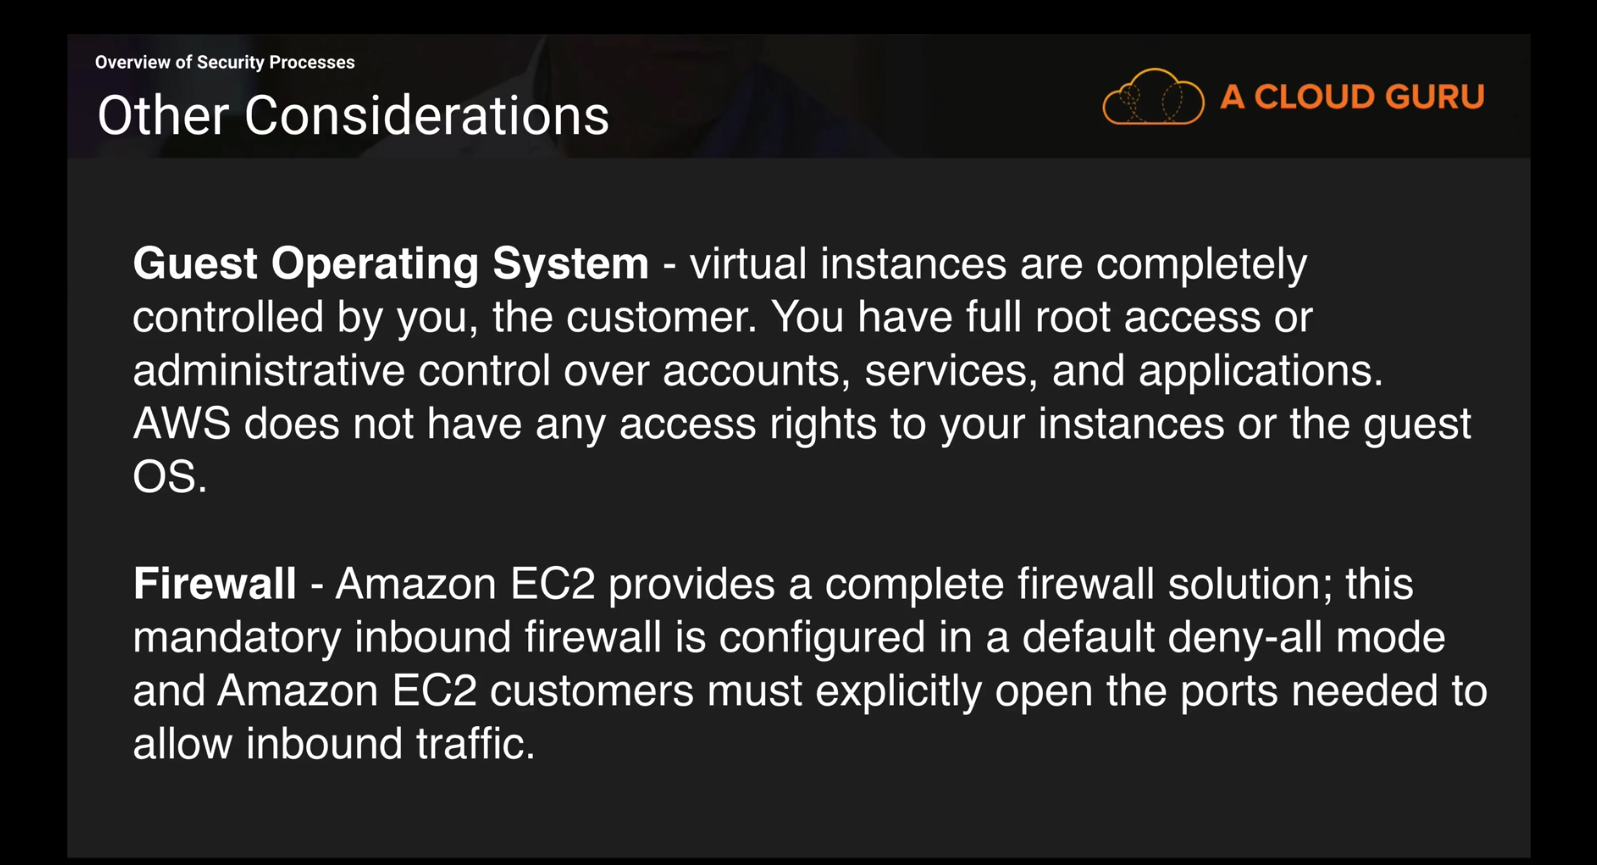 Overview of Security Processes
Other Considerations
A CLOUD GURU
Guest Operating System - virtual instances are completely
controlled by you, the customer. You have full root access or
administrative control over accounts, services, and applications.
AWS does not have any access rights to your instances or the guest
OS.
Firewall - Amazon EC2 provides a complete firewall solution; this
mandatory inbound firewall is configured in a default deny-all mode
and Amazon EC2 customers must explicitly open the ports needed to
allow inbound traffic.